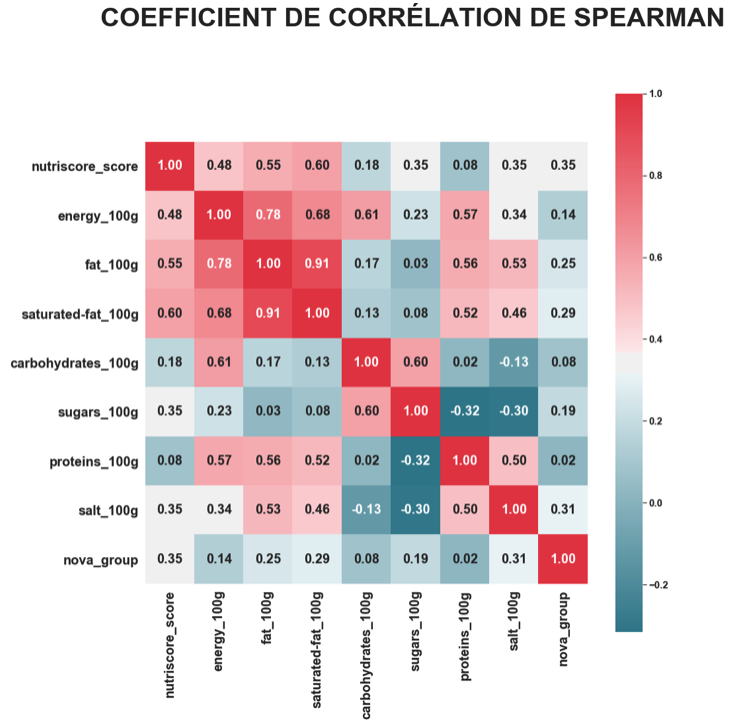 COEFFICIENT DE CORRÉLATION DE SPEARMAN
1.0
nutriscore_score 1.00 0.48 0.55 0.60 0.18 0.35 0.08 0.35 0.35
0.8
energy_100g 0.48 1.00 0.78 0.68 0.61 0.23 0.57 0.34 0.14
fat_100g 0.55 0.78 1.00 0.91 0.17 0.03 0.56 0.53 0.25
0.6
saturated-fat_100g 0.60 0.68 0.91 1.00 0.13 0.08 0.52 0.46 0.29
0.4
carbohydrates_100g 0.18 0.61 0.17 0.13 1.00 0.60 0.02 -0.13 0.08
sugars_100g 0.35 0.23 0.03 0.08 0.60 1.00 -0.32 -0.30 0.19
0.2
proteins_100g 0.08 0.57 0.56 0.52 0.02 -0.32 1.00 0.50 0.02
0.0
salt_100g 0.35 0.34 0.53 0.46 -0.13 -0.30 0.50 1.00 0.31
nova_group 0.35 0.14 0.25 0.29 0.08 0.19 0.02 0.31 1.00
−0.2
nutriscore_score
energy_100g
fat_100g
saturated-fat_100g
carbohydrates_100g
sugars_100g
proteins_100g
salt_100g
nova_group